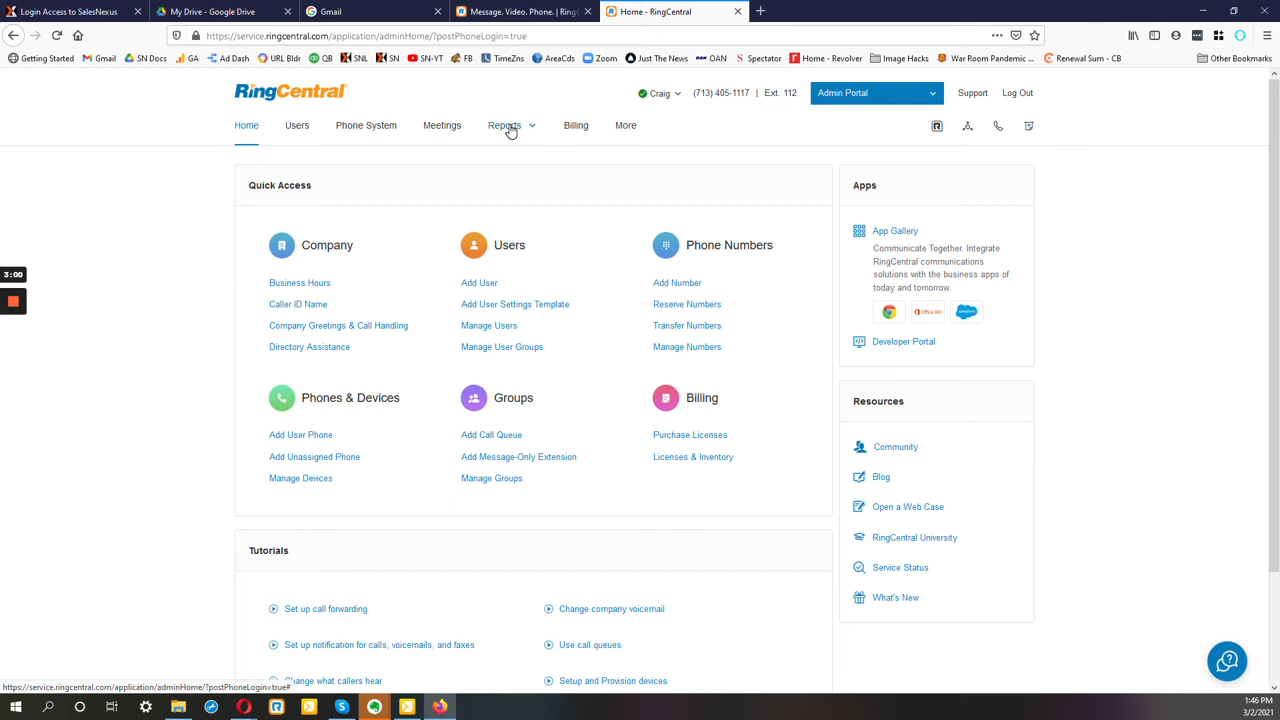 Login Access to SalesNexus
My Drive - Google Drive
Gmail
Message. Video. Phone. | RingC
Home - RingCentral
https://service.ringcentral.com/application/adminHome/?postPhoneLogin=true
Getting Started
Gmail
SN Docs
GA
Ad Dash
URL Bldr
QB
SNL
SN
SN-YT
FB
TimeZns
AreaCds
Zoom
Just The News
OAN OAN
S Spectator
Home - Revolver
Image Hacks
War Room Pandemic ...
Renewal Sum - CB
Other Bookmarks
RingCentral
Craig
(713) 405-1117 | Ext. 112
Admin Portal
Support
Log Out
Home
Users
Phone System
Meetings
Reports
Billing
More
3:00
Quick Access
Company
Business Hours
Caller ID Name
Company Greetings & Call Handling
Directory Assistance
Users
Add User
Add User Settings Template
Manage Users
Manage User Groups
Phone Numbers
Add Number
Reserve Numbers
Transfer Numbers
Manage Numbers
Phones & Devices
Add User Phone
Add Unassigned Phone
Manage Devices
Groups
Add Call Queue
Add Message-Only Extension
Manage Groups
Billing
Purchase Licenses
Licenses & Inventory
Apps
App Gallery
Communicate Together. Integrate
RingCentral communications
solutions with the business apps of
today and tomorrow.
Office 365
salesforce
Developer Portal
Resources
Community
Blog
Open a Web Case
RingCentral University
Service Status
What's New
Tutorials
Set up call forwarding
Change company voicemail
Set up notification for calls, voicemails, and faxes
Use call queues
Change what callers hear
Setup and Provision devices
https://service.ringcentral.com/application/adminHome/?postPhoneLogin=true#
1:46 PM
3/2/2021